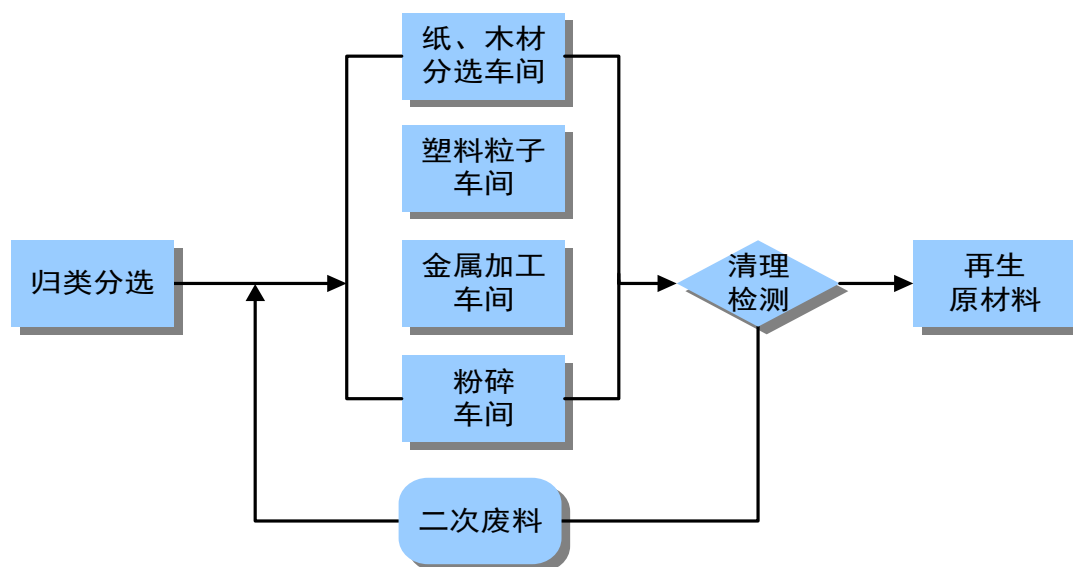 纸、木材
分选车间
塑料粒子
车间
归类分选
金属加工
车间
清理
检测
再生
原材料
粉碎
车间
二次废料